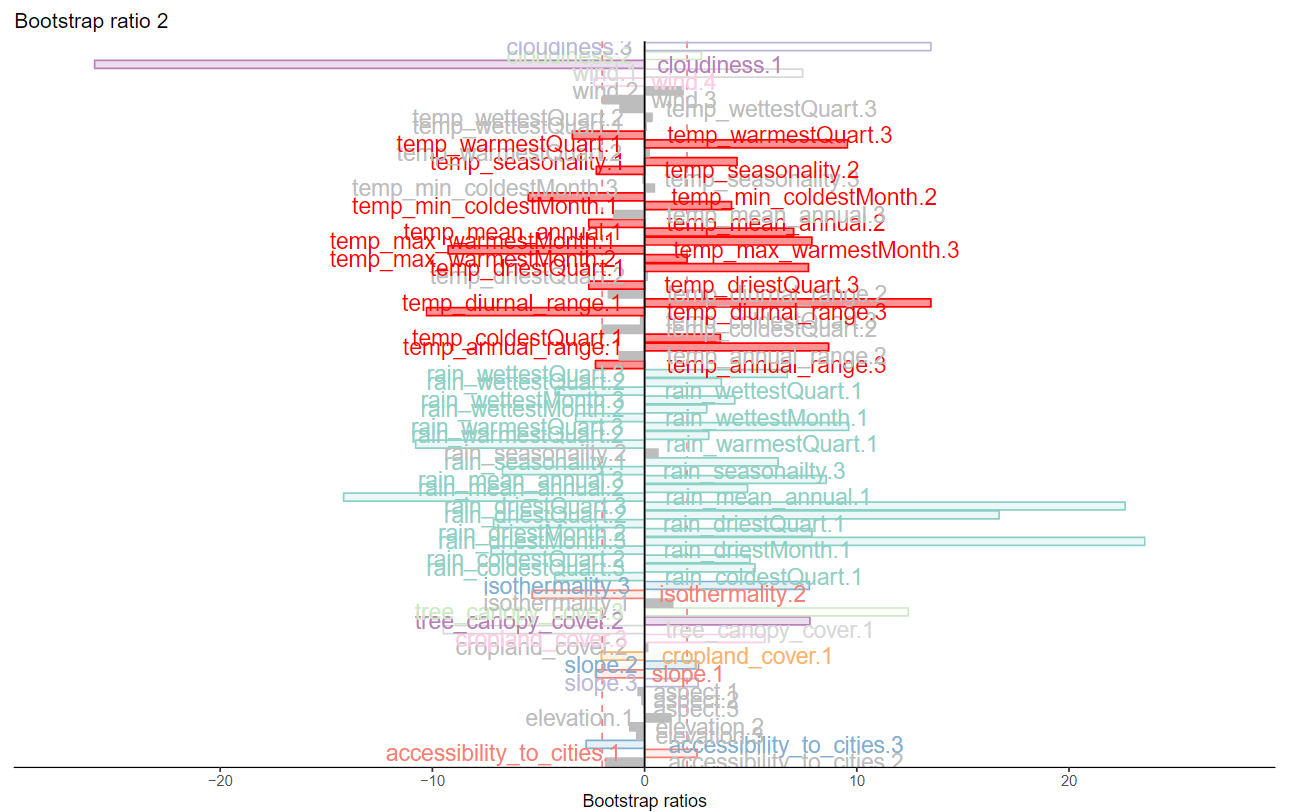 Bootstrap ratio 2
cloudiness.3
cloudiness.2
cloudiness.1
wind.1
wind.4
wind.2
wind.3
temp_wettestQuart.3
temp_wettestQuart.2
temp_wettestQuart.1
temp_warmestQuart.3
temp_warmestQuart.1
temp_warmestQuart.2
temp_seasonality.1
temp_seasonality.2
temp_seasonality.3
temp_min_coldestMonth.3
temp_min_coldestMonth.2
temp_min_coldestMonth.1
temp_mean_annual.3
temp_mean_annual.2
temp_mean_annual.1
temp_max_warmestMonth.1
temp_max_warmestMonth.3
temp_max_warmestMonth.2
temp_driestQuart.1
temp_driestQuart.2
temp_driestQuart.3
temp_diurnal_range.2
temp_diurnal_range.1
temp_diurnal_range.3
temp_coldestQuart.2
temp_coldestQuart.1
temp_annual_range.1
temp_annual_range.2
temp_annual_range.3
rain_wettestQuart.3
rain_wettestQuart.2
rain_wettestQuart.1
rain_wettestMonth.3
rain_wettestMonth.2
rain_wettestMonth.1
rain_warmestQuart.3
rain_warmestQuart.2
rain_warmestQuart.1
rain_seasonailty.2
rain_seasonailty.1
rain_seasonailty.3
rain_mean_annual.3
rain_mean_annual.2
rain_mean_annual.1
rain_driestQuart.3
rain_driestQuart.2
rain_driestQuart.1
rain_driestMonth.2
rain_driestMonth.3
rain_driestMonth.1
rain_coldestQuart.2
rain_coldestQuart.3
rain_coldestQuart.1
isothermality.3
isothermality.2
isothermality.1
tree_canopy_cover.3
tree_canopy_cover.2
tree_canopy_cover.1
cropland_cover.3
cropland_cover.2
cropland_cover.1
slope.2
slope.1
slope.3
aspect.1
aspect.2
aspect.3
elevation.1
elevation.2
elevation.3
accessibility_to_cities.3
accessibility_to_cities.1
accessibility_to_cities.2
−20 −10 0 10 20
Bootstrap ratios